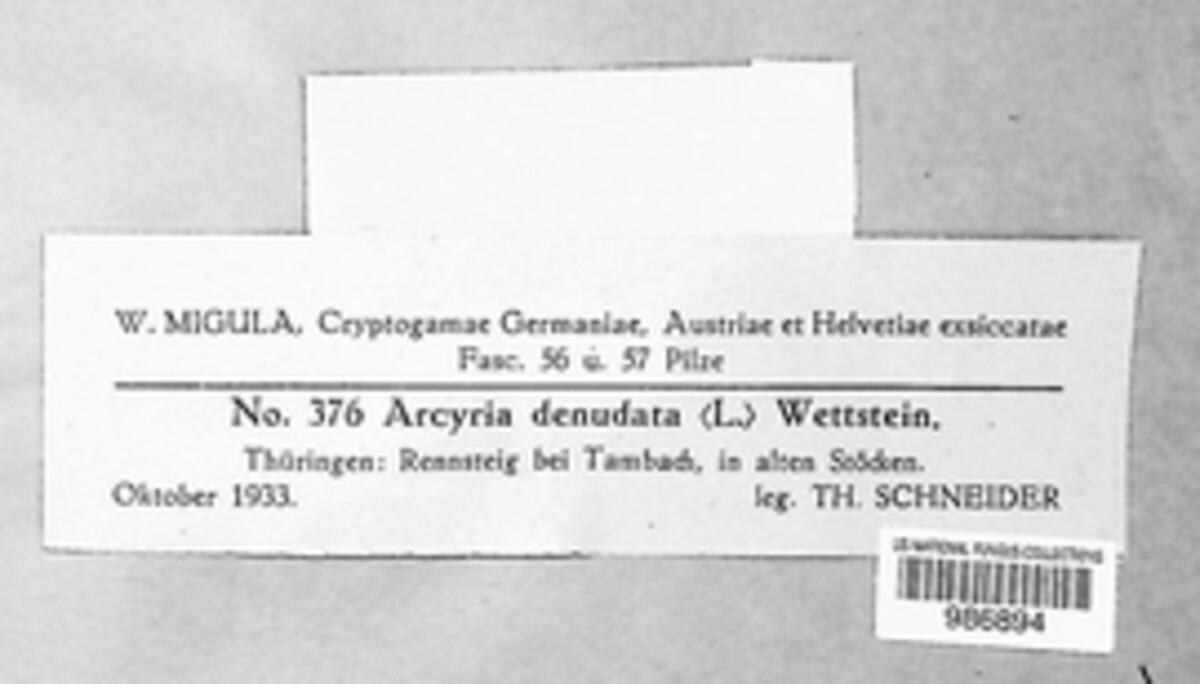 W. MIGULA, Cryptogamae Germaniae, Austriae et Helvetiae exsiccatae
Fasc. 56 u. 57 Pilze
No. 376 Arcyria denudata (L.) Wettstein.
Thüringen: Rennsteig bei Tambach, in alten Stöcken.
Oktober 1933. leg. TH. SCHNEIDER
US NATIONAL FUNGUS COLLECTIONS
986894